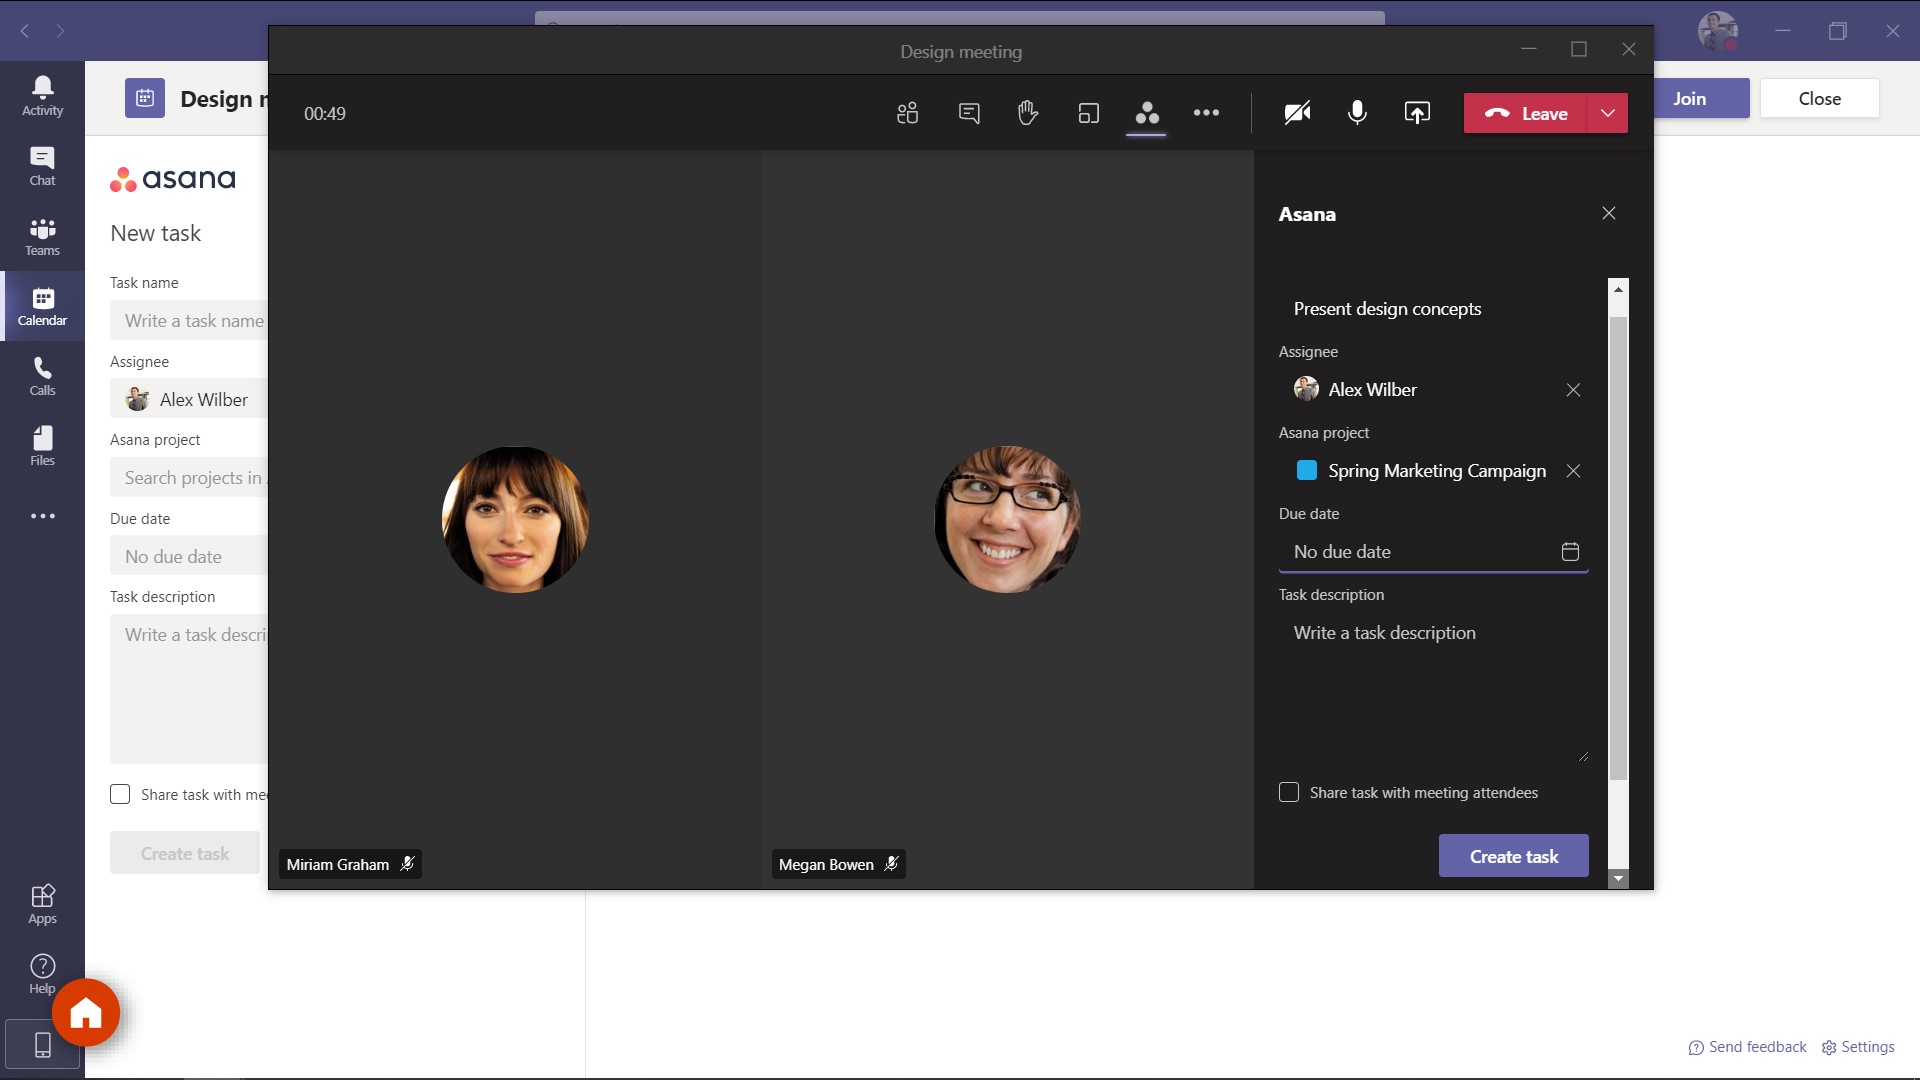 Design meeting
Activity
Chat
Teams
Calendar
Calls
Files
Apps
Help
Design
Join
Close
asana
New task
Task name
Write a task name
Assignee
Alex Wilber
Asana project
Search projects in
Due date
No due date
Task description
Write a task descri
Share task with mee
Create task
00:49
Leave
Miriam Graham
Megan Bowen
Asana
Present design concepts
Assignee
Alex Wilber
Asana project
Spring Marketing Campaign
Due date
No due date
Task description
Write a task description
Share task with meeting attendees
Create task
Send feedback
Settings